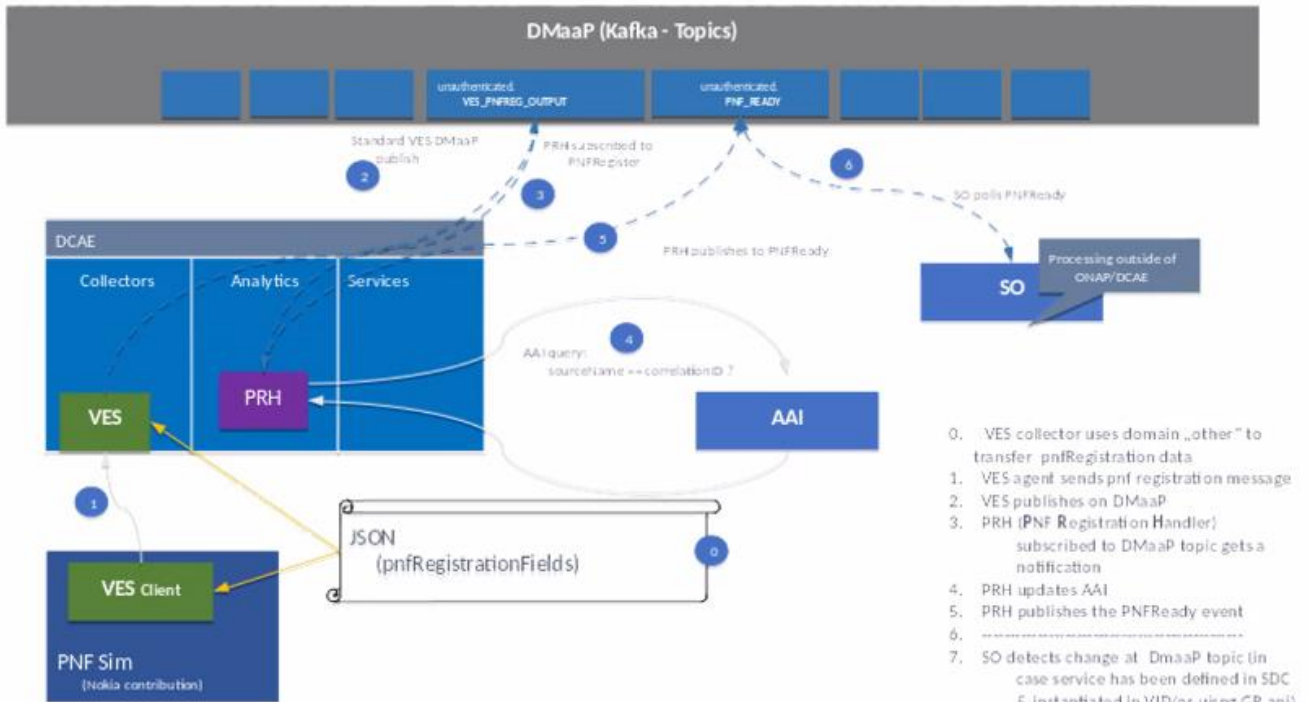 DMaaP (Kafka - Topics)
unauthenticated.
VES_PNFREG_OUTPUT
unauthenticated.
PNF_READY
Standard VES DMaaP
publish
PRH subscribed to
PNFRegister
2
3
6
SO polls PNFReady
5
PRH publishes to PNFReady
DCAE
Collectors
Analytics
Services
Processing outside of
ONAP/DCAE
SO
4
AAI query:
sourceName == correlationID ?
PRH
VES
AAI
1
JSON
(pnfRegistrationFields)
0
VES Client
PNF Sim
(Nokia contribution)
0. VES collector uses domain „other" to
transfer pnfRegistration data
1. VES agent sends pnf registration message
2. VES publishes on DMaaP
3. PRH (PNF Registration Handler)
subscribed to DMaaP topic gets a
notification
4. PRH updates AAI
5. PRH publishes the PNFReady event
6. ------------------------------------------------
7. SO detects change at DmaaP topic (in
case service has been defined in SDC
instantiated in VID(or